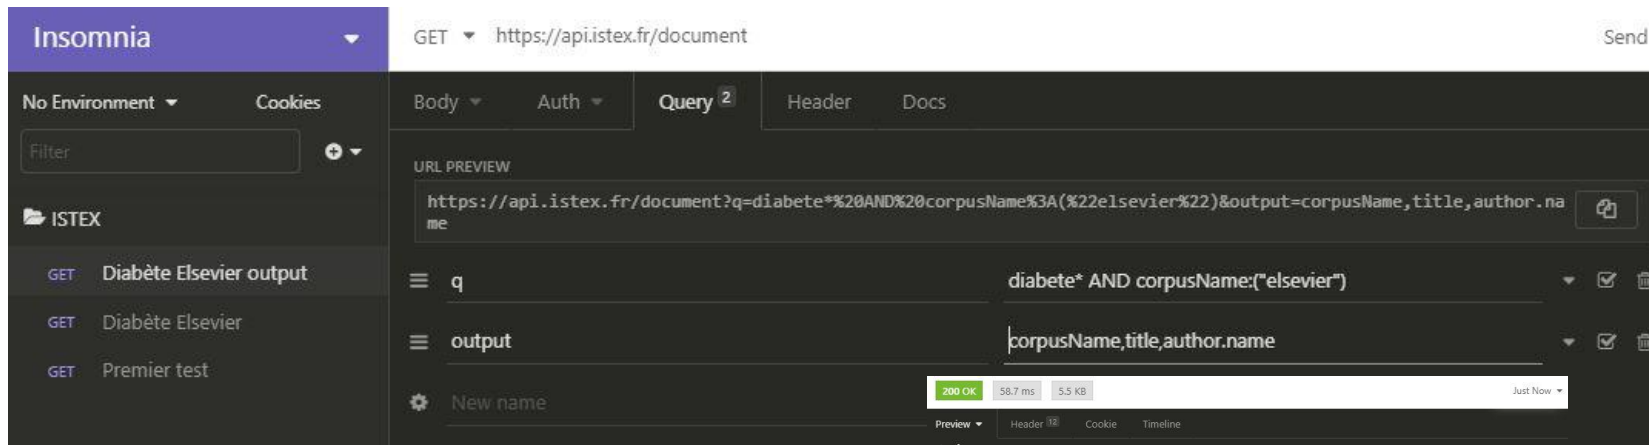 Insomnia
GET https://api.istex.fr/document
Send
No Environment
Cookies
Body
Auth
Query 2
Header
Docs
Filter
URL PREVIEW
https://api.istex.fr/document?q=diabete*%20AND%20corpusName%3A(%22elsevier%22)&output=corpusName,title,author.na
me
ISTEX
GET Diabète Elsevier output
q
diabete* AND corpusName:("elsevier")
GET Diabète Elsevier
output
corpusName,title,author.name
GET Premier test
New name
200 OK
58.7 ms
5.5 KB
Just Now
Preview
Header 12
Cookie
Timeline